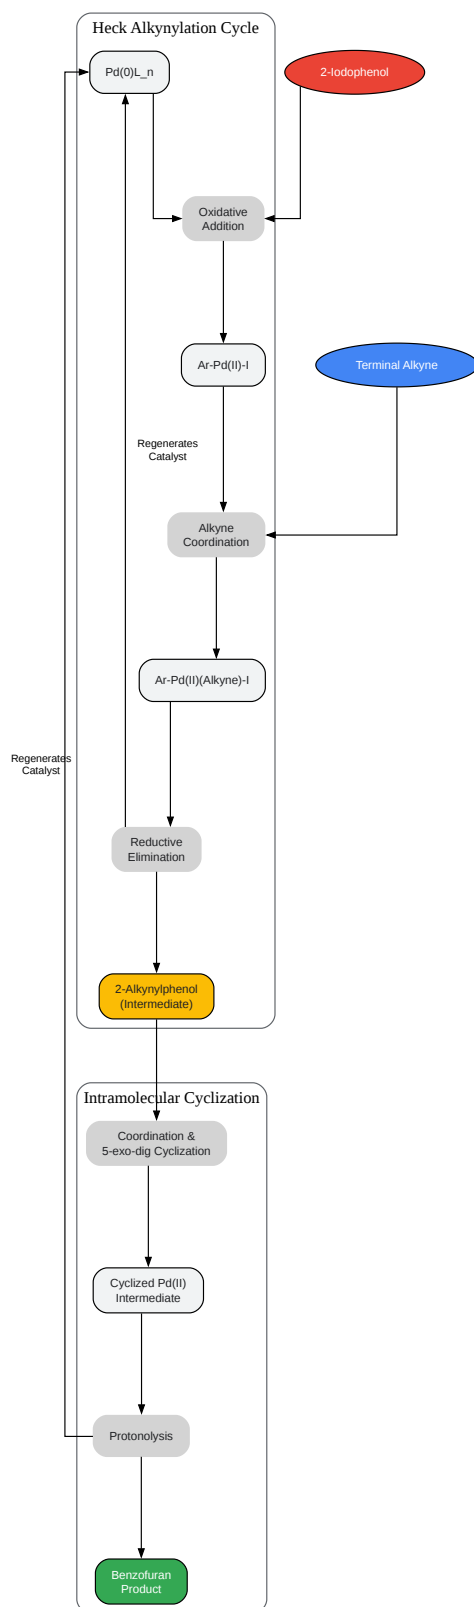 Heck Alkynylation Cycle
Pd(0)L_n
2-Iodophenol
Oxidative
Addition
Ar-Pd(II)-I
Terminal Alkyne
Regenerates
Catalyst
Alkyne
Coordination
Ar-Pd(II)(Alkyne)-I
Regenerates
Catalyst
Reductive
Elimination
2-Alkynylphenol
(Intermediate)
Intramolecular Cyclization
Coordination &
5-exo-dig Cyclization
Cyclized Pd(II)
Intermediate
Protonolysis
Benzofuran
Product